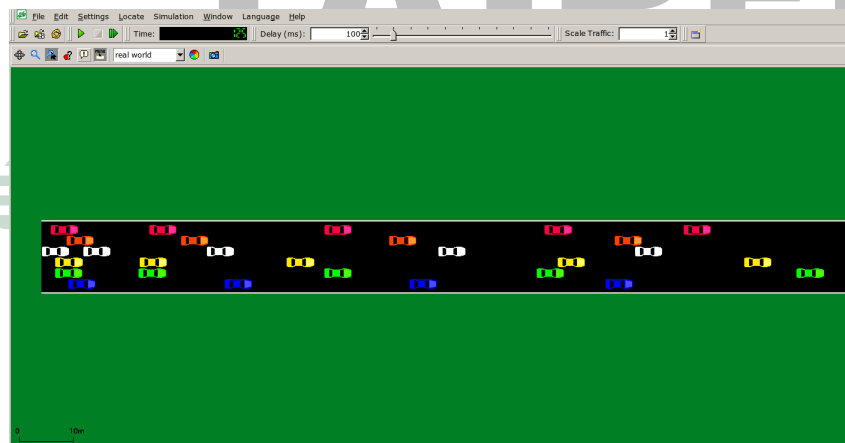 File Edit Settings Locate Simulation Window Language Help
Time: 125 Delay (ms): 100 Scale Traffic: 1
real world
0 10m